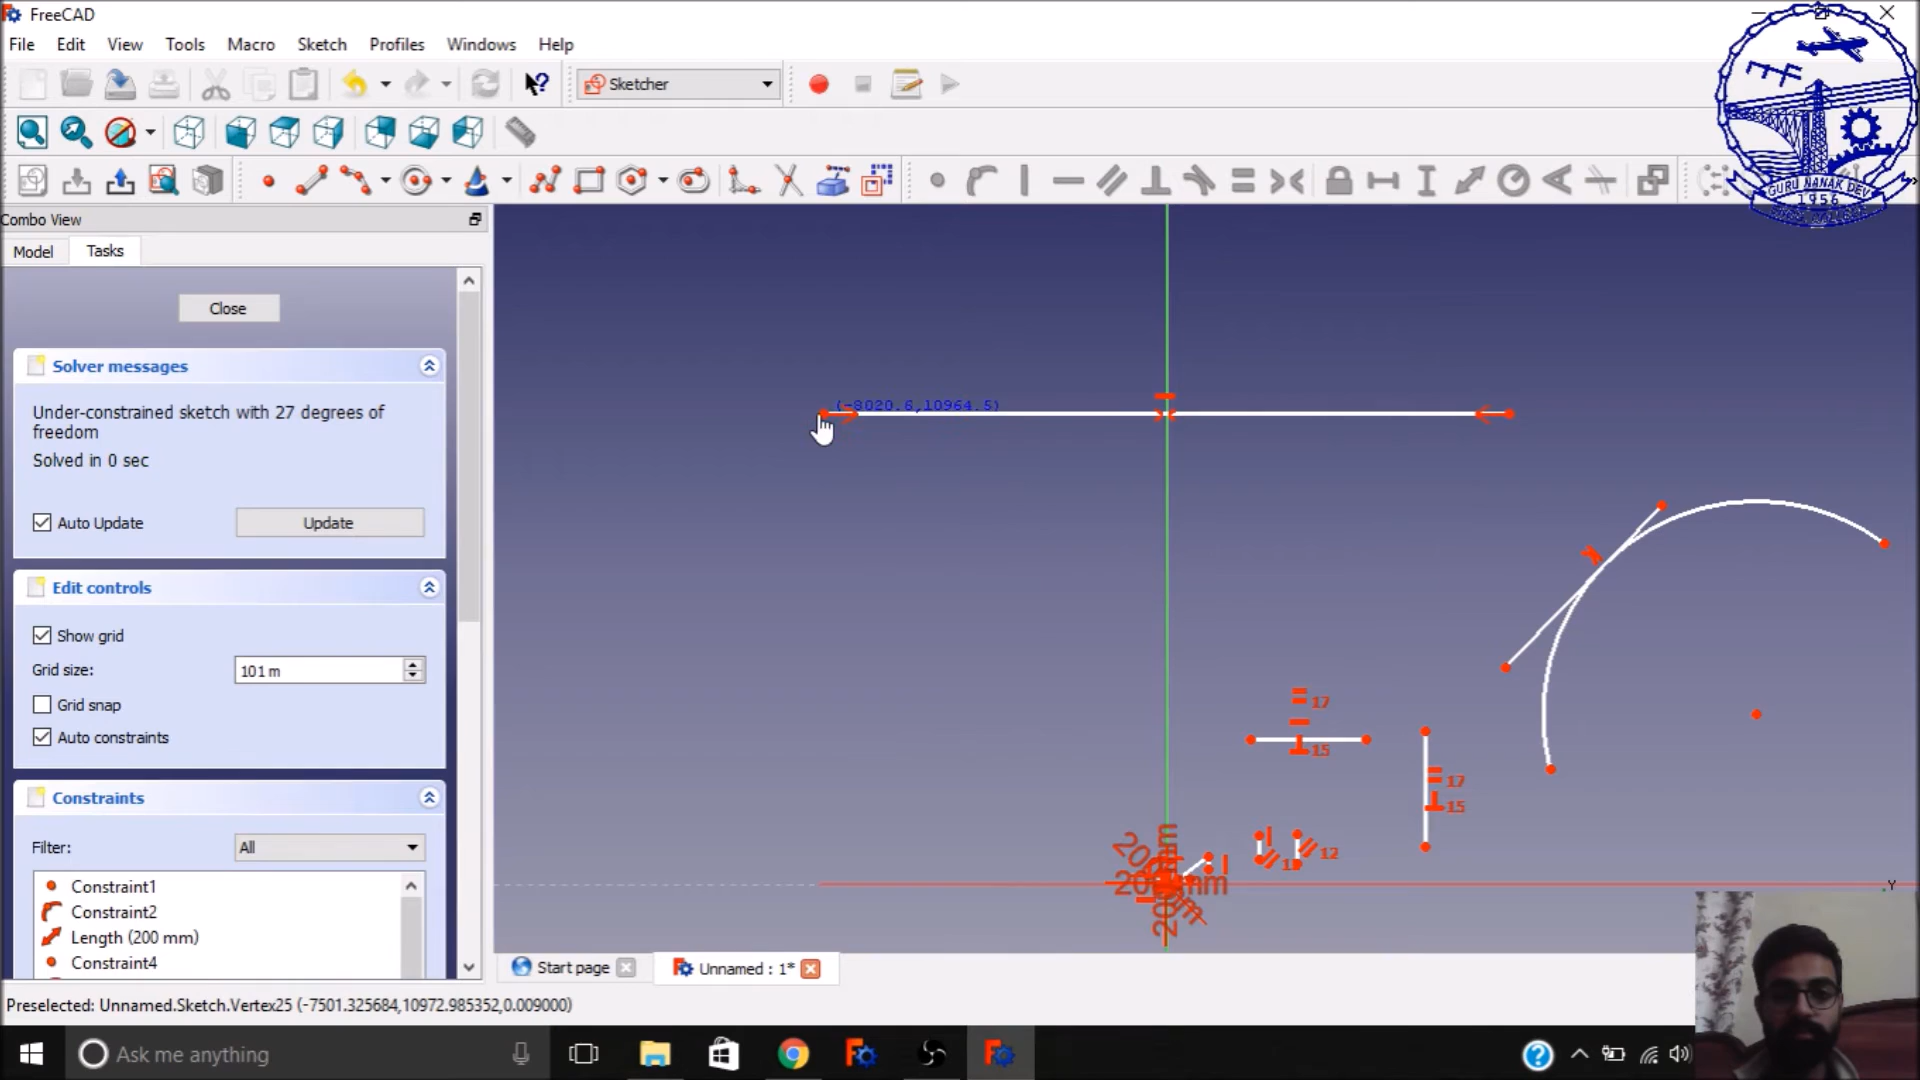 FreeCAD
File Edit View Tools Macro Sketch Profiles Windows Help
Sketcher
GURU NANAK DEV
1956
Combo View
Model Tasks
Close
Solver messages
Under-constrained sketch with 27 degrees of
freedom
Solved in 0 sec
Auto Update Update
Edit controls
Show grid
Grid size: 101 m
Grid snap
Auto constraints
Constraints
Filter: All
Constraint1
Constraint2
Length (200 mm)
Constraint4
(-8020.6,10964.5)
17
15
17
15
12
Y
Start page Unnamed : 1*
Preselected: Unnamed.Sketch.Vertex25 (-7501.325684,10972.985352,0.009000)
Ask me anything